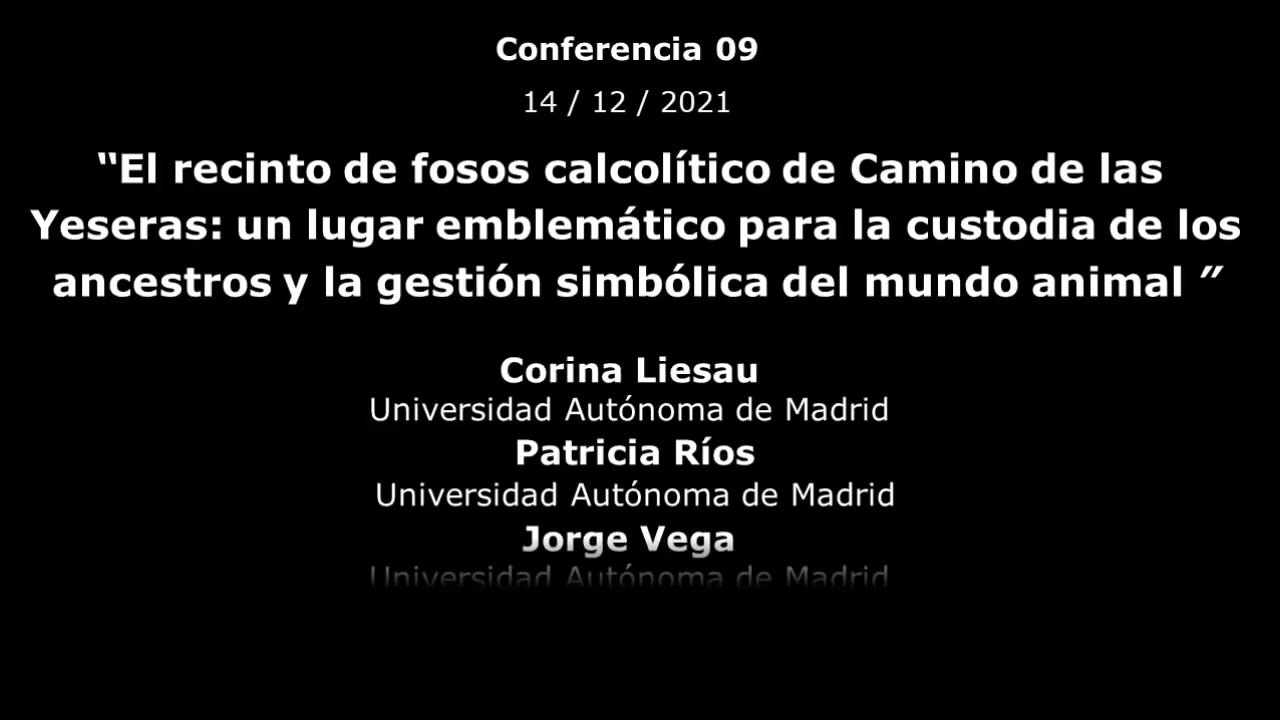 Conferencia 09
14 / 12 / 2021
“El recinto de fosos calcolítico de Camino de las
Yeseras: un lugar emblemático para la custodia de los
ancestros y la gestión simbólica del mundo animal ”
Corina Liesau
Universidad Autónoma de Madrid
Patricia Ríos
Universidad Autónoma de Madrid
Jorge Vega
Universidad Autónoma de Madrid